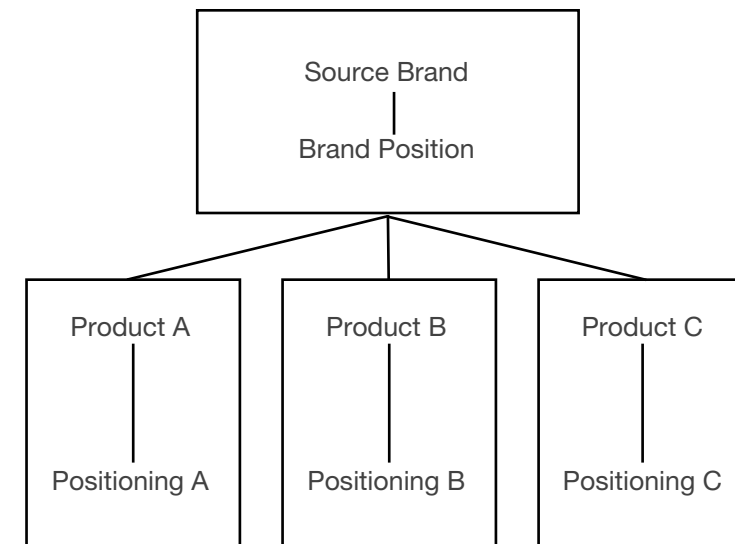 Source Brand
Brand Position
Product A
Product B
Product C
Positioning A
Positioning B
Positioning C